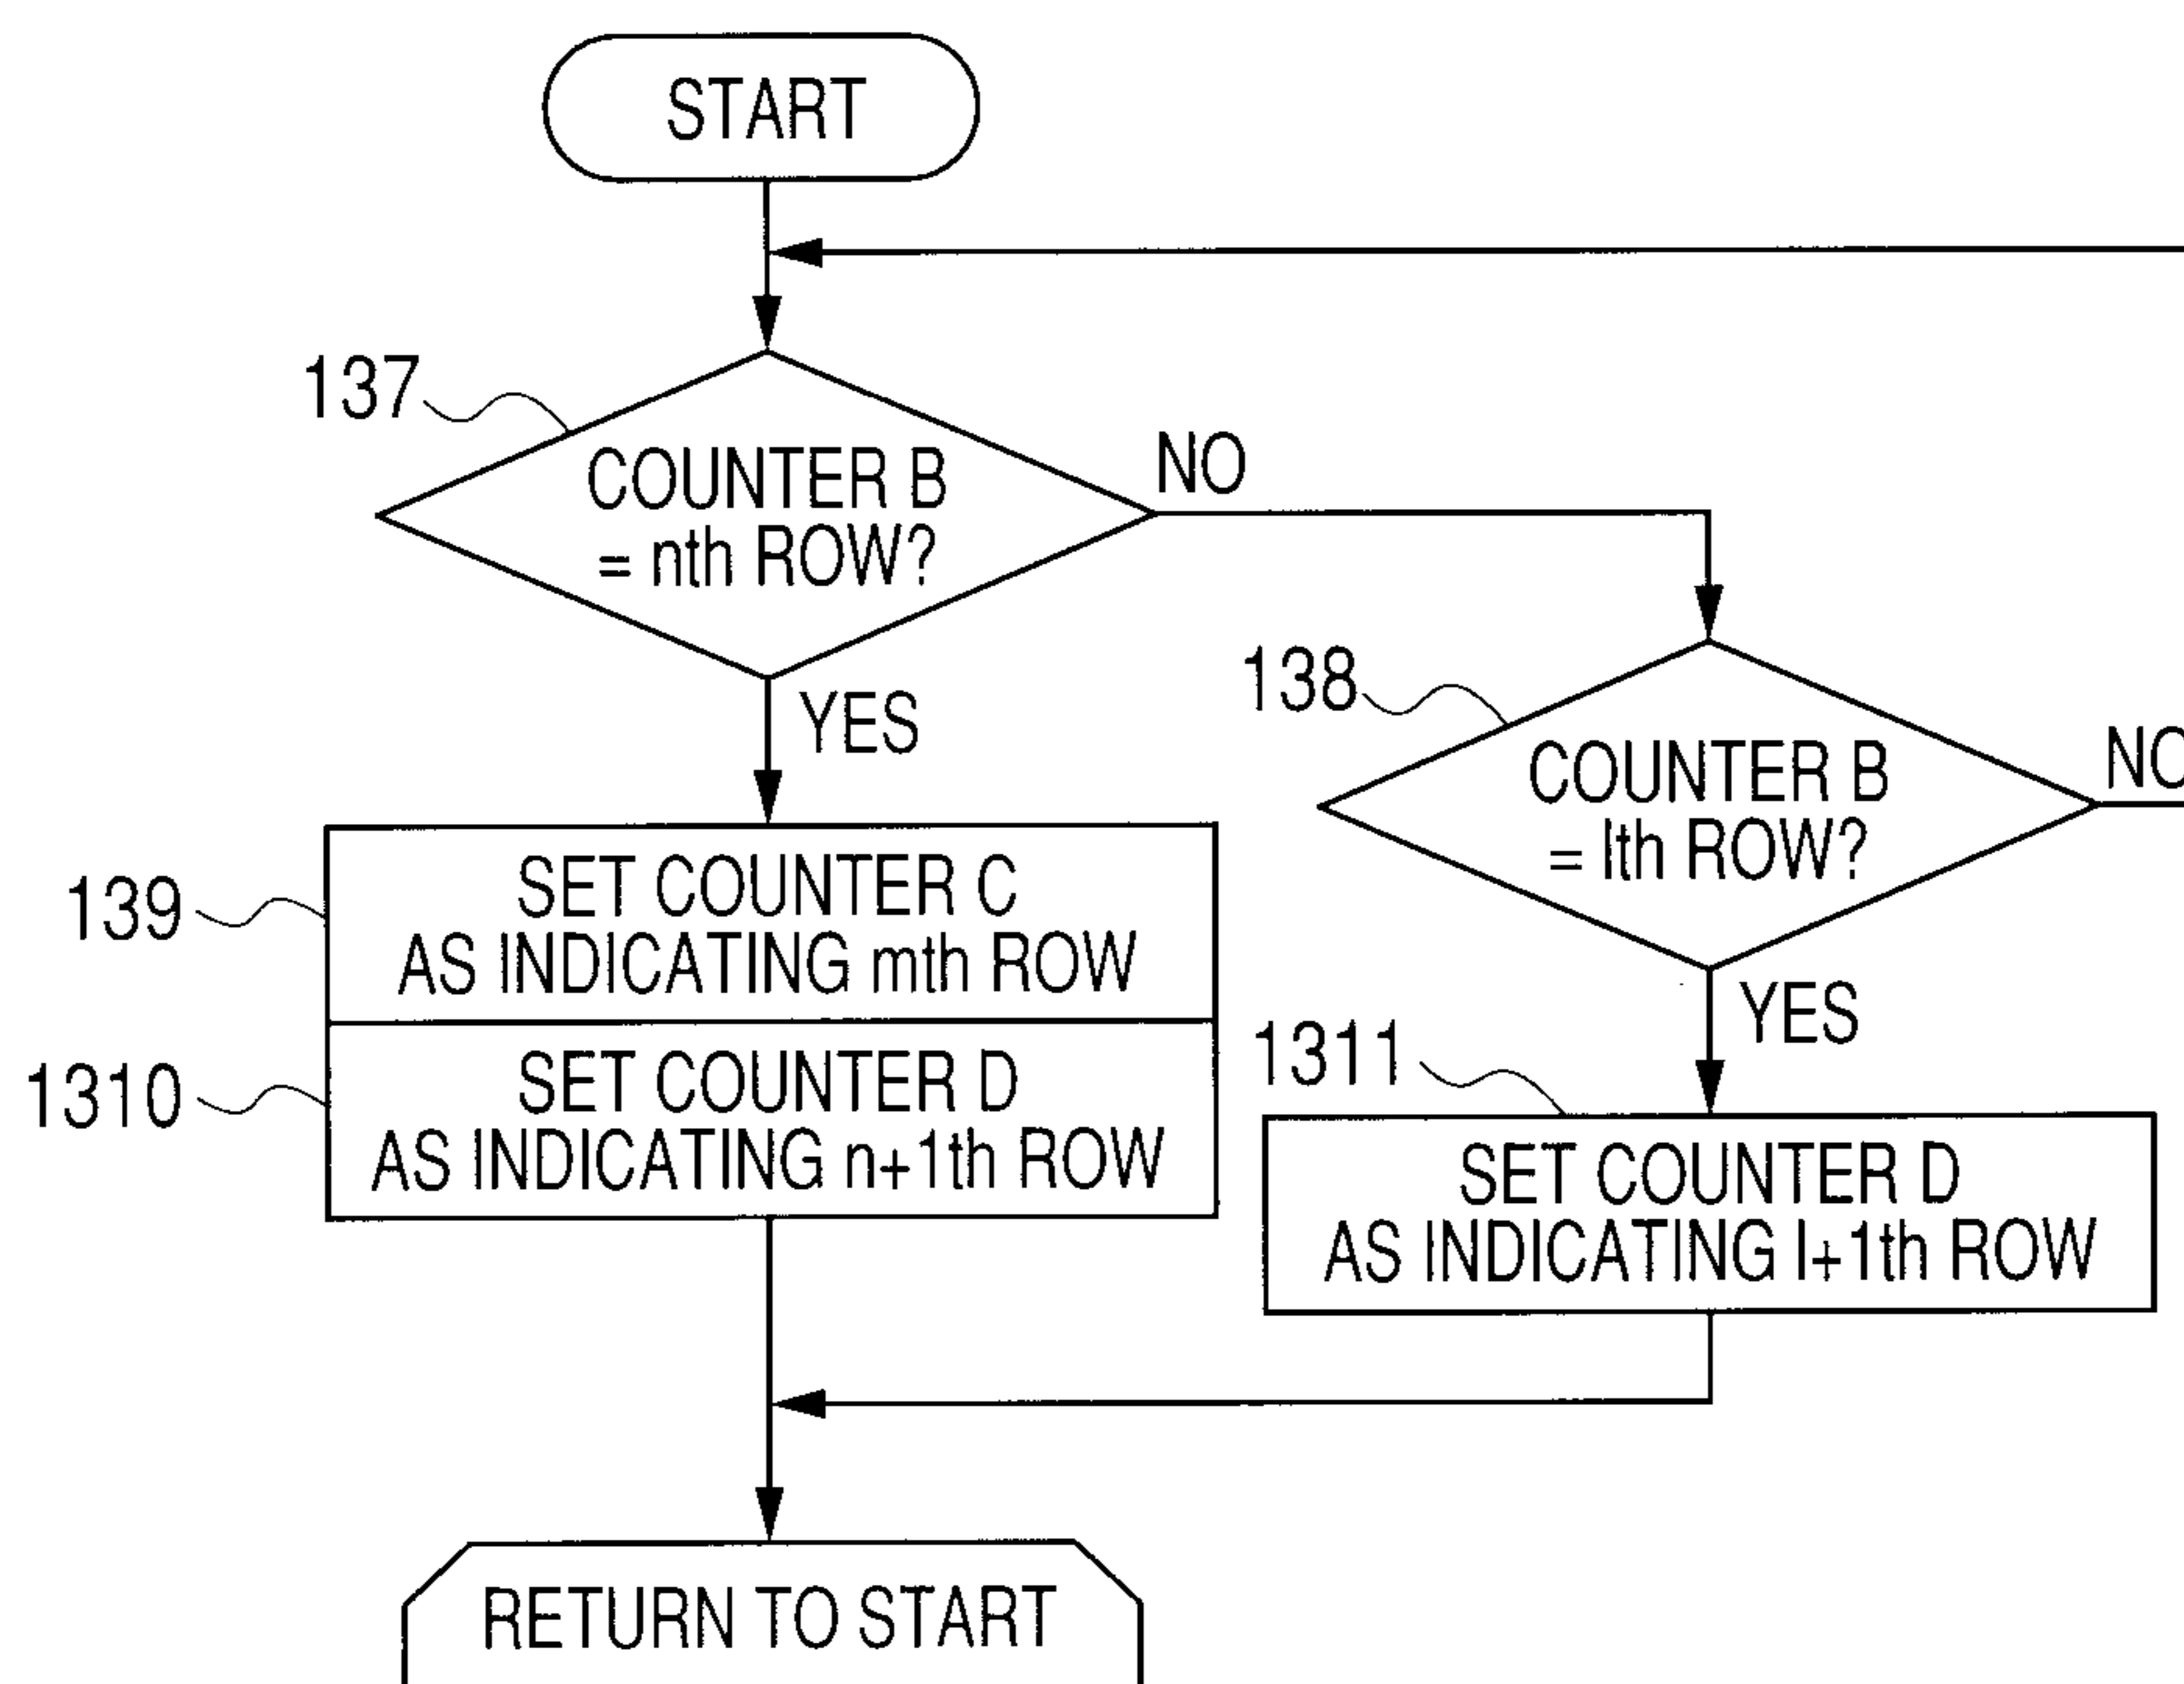 START
137
COUNTER B
= nth ROW?
NO
YES
138
COUNTER B
= lth ROW?
NO
YES
139
SET COUNTER C
AS INDICATING mth ROW
1310
SET COUNTER D
AS INDICATING n+1th ROW
1311
SET COUNTER D
AS INDICATING l+1th ROW
RETURN TO START